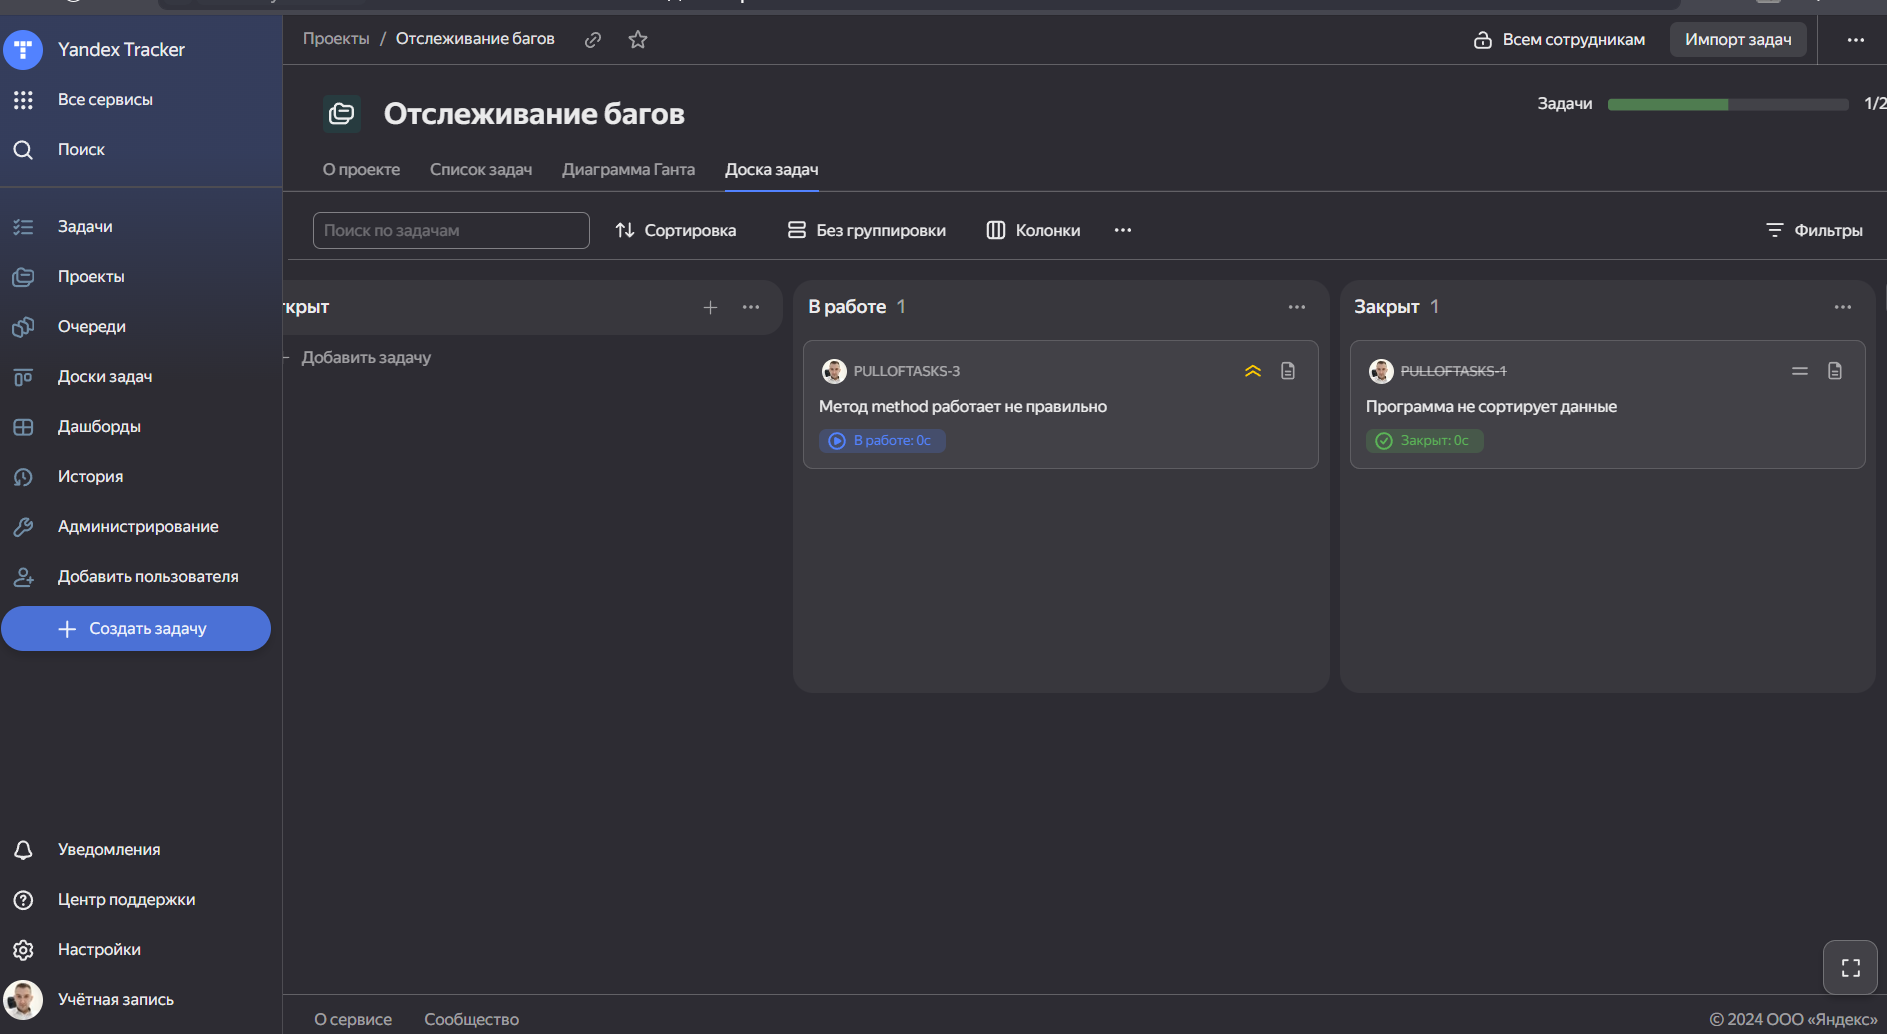 Yandex Tracker
Все сервисы
Поиск
Задачи
Проекты
Очереди
Доски задач
Дашборды
История
Администрирование
Добавить пользователя
Создать задачу
Уведомления
Центр поддержки
Настройки
Учётная запись
Проекты / Отслеживание багов
Всем сотрудникам
Импорт задач
Отслеживание багов
Задачи
1/2
О проекте
Список задач
Диаграмма Ганта
Доска задач
Поиск по задачам
Сортировка
Без группировки
Колонки
Фильтры
крыт
Добавить задачу
В работе 1
PULLOFTASKS-3
Метод method работает не правильно
В работе: 0с
Закрыт 1
PULLOFTASKS-1
Программа не сортирует данные
Закрыт: 0с
О сервисе
Сообщество
© 2024 ООО «Яндекс»